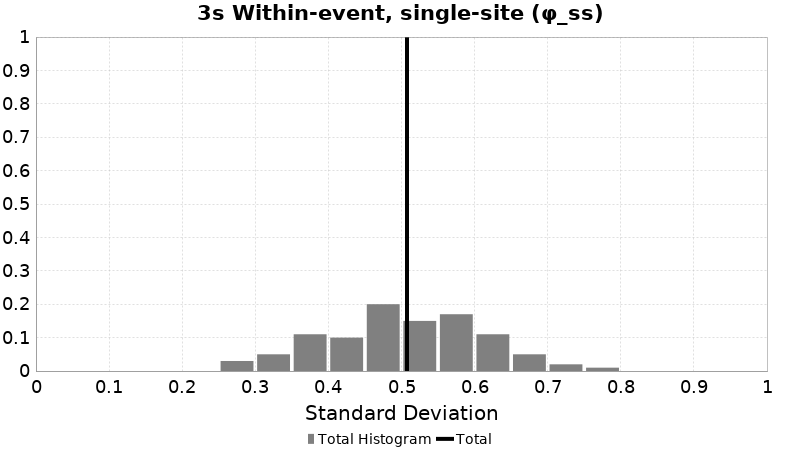 3s Within-event, single-site (φ_ss)
1
0.9
0.8
0.7
0.6
0.5
0.4
0.3
0.2
0.1
0
0 0.1 0.2 0.3 0.4 0.5 0.6 0.7 0.8 0.9 1
Standard Deviation
Total Histogram Total